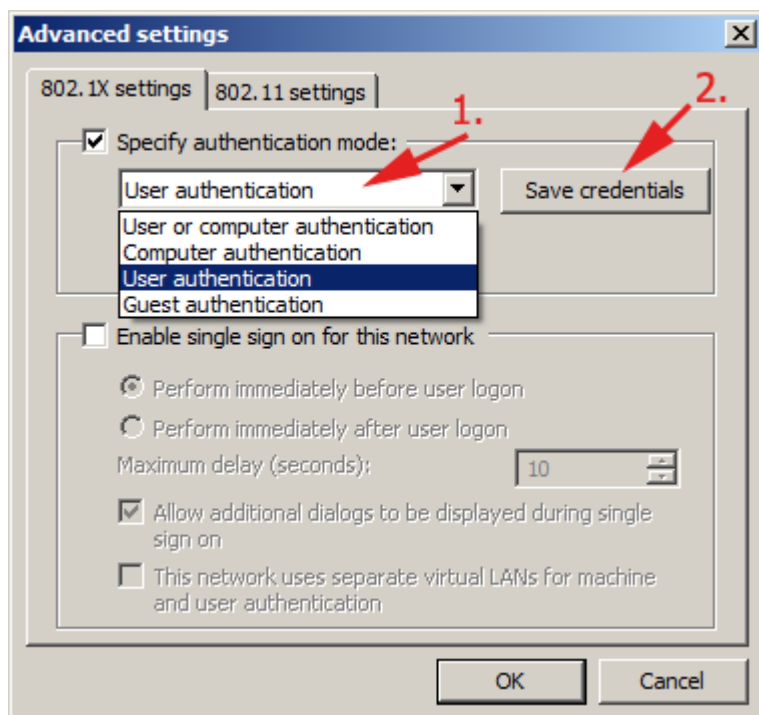 Advanced settings
802.1X settings
802.11 settings
1.
2.
Specify authentication mode:
User authentication
Save credentials
User or computer authentication
Computer authentication
User authentication
Guest authentication
Enable single sign on for this network
Perform immediately before user logon
Perform immediately after user logon
Maximum delay (seconds):
10
Allow additional dialogs to be displayed during single
sign on
This network uses separate virtual LANs for machine
and user authentication
OK
Cancel